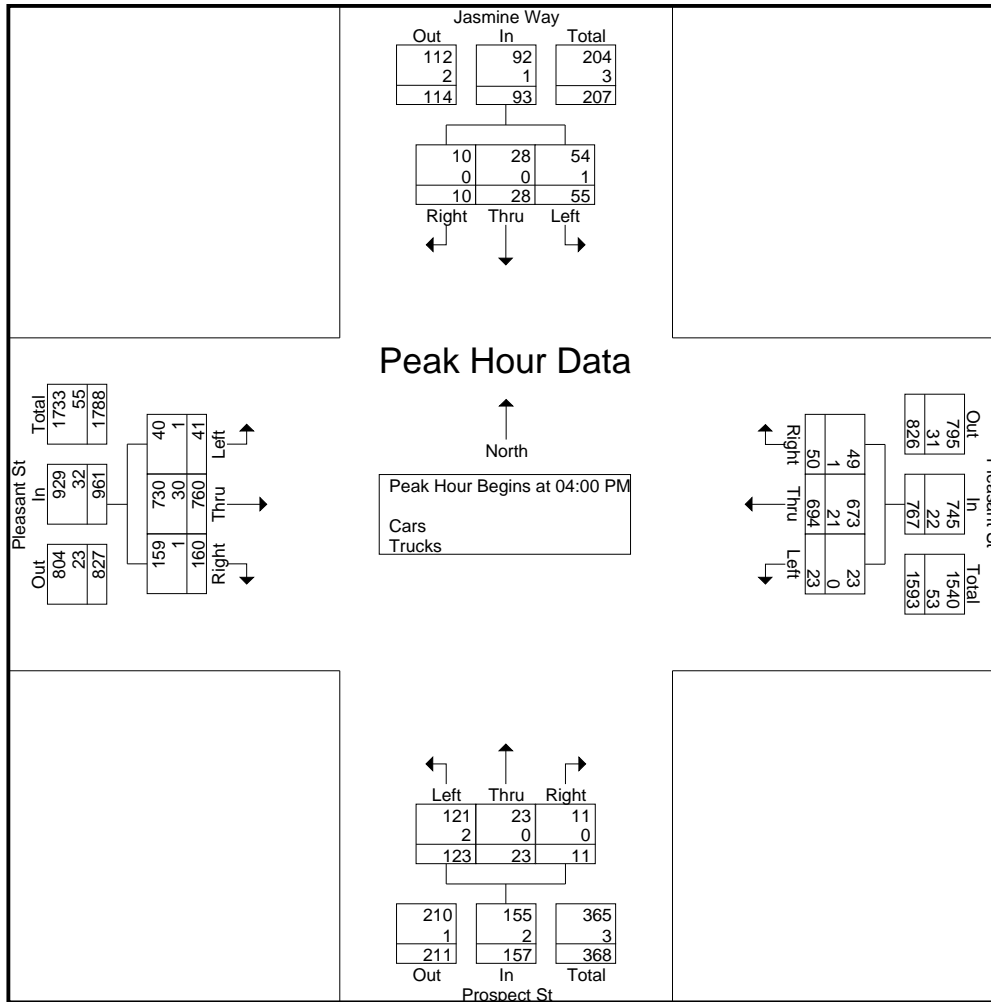 Jasmine Way
Out In Total
112 92 204
2 1 3
114 93 207
10 28 54
0 0 1
10 28 55
Right Thru Left
Peak Hour Data
North
Peak Hour Begins at 04:00 PM
Cars
Trucks
Pleasant St
Out In Total
804 929 1733
23 32 55
827 961 1788
159 730 40
1 30 1
160 760 41
Right Thru Left
Out In Total
795 745 1540
31 22 53
826 767 1593
49 673 23
1 21 0
50 694 23
Right Thru Left
Pleasant St
Left Thru Right
121 23 11
2 0 0
123 23 11
210 155 365
1 2 3
211 157 368
Out In Total
Prospect St